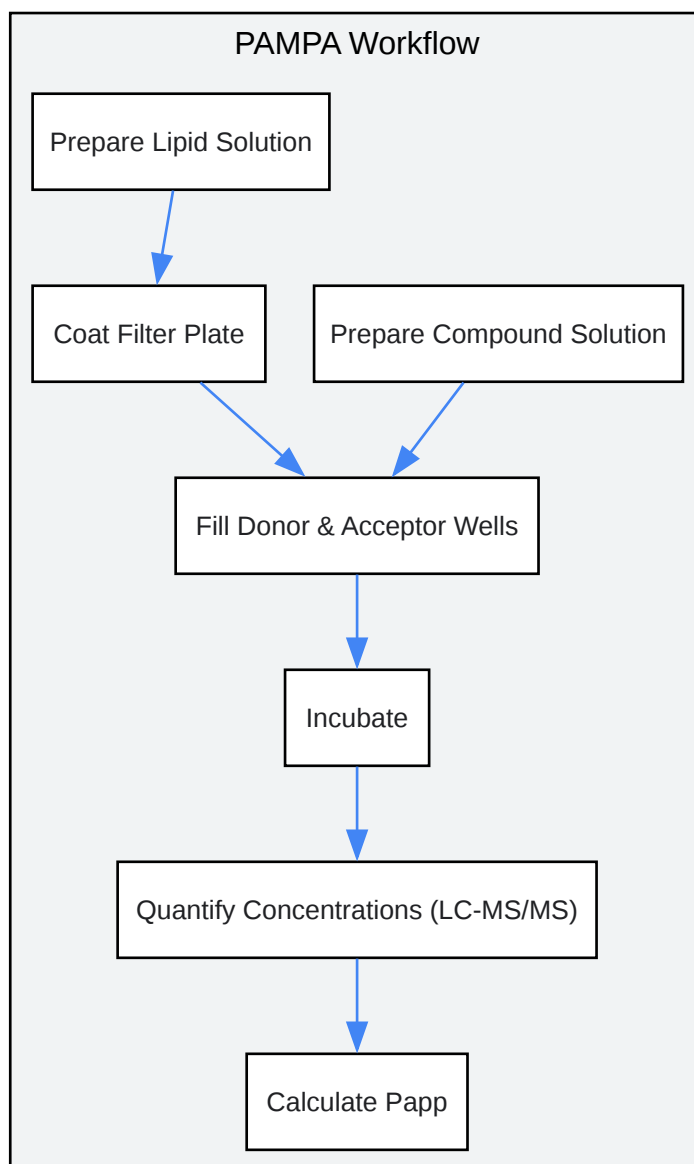 PAMPA Workflow
Prepare Lipid Solution
Coat Filter Plate
Prepare Compound Solution
Fill Donor & Acceptor Wells
Incubate
Quantify Concentrations (LC-MS/MS)
Calculate Papp